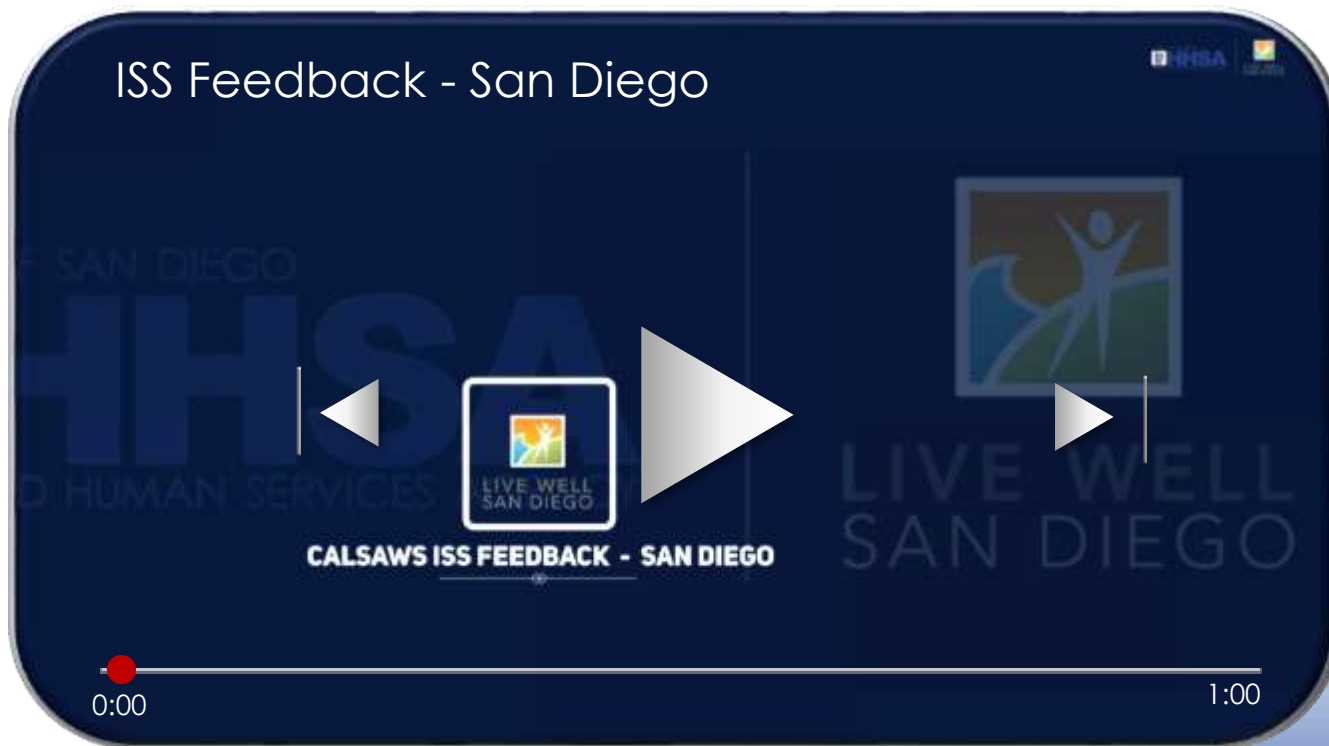 ISS Feedback - San Diego
HHSA
F SAN DIEGO
HHSA
D HUMAN SERVICES
LIVE WELL
SAN DIEGO
LIVE WELL
SAN DIEGO
CALSAWS ISS FEEDBACK - SAN DIEGO
0:00
1:00